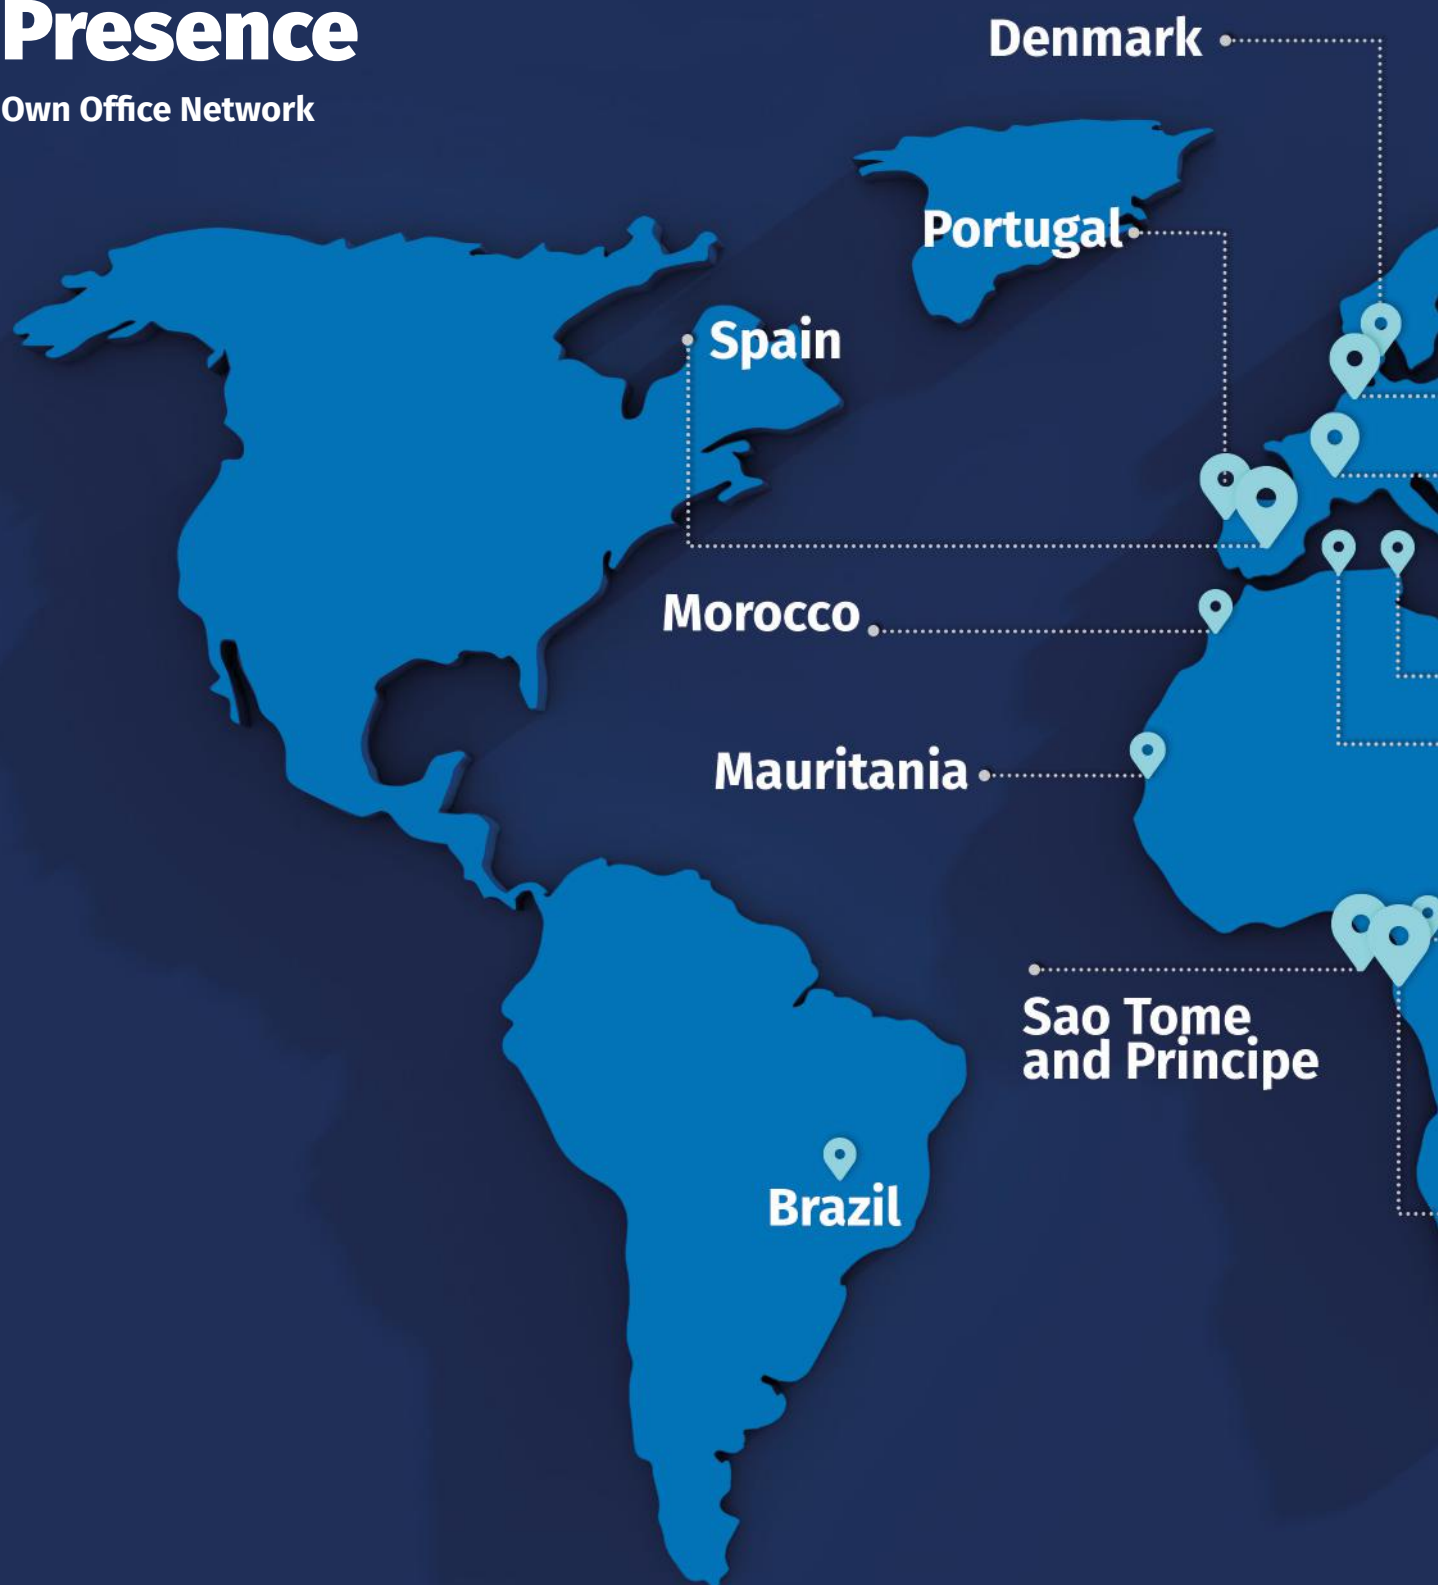 Presence
Own Office Network
Denmark
Portugal
Spain
Morocco
Mauritania
Sao Tome
and Principe
Brazil